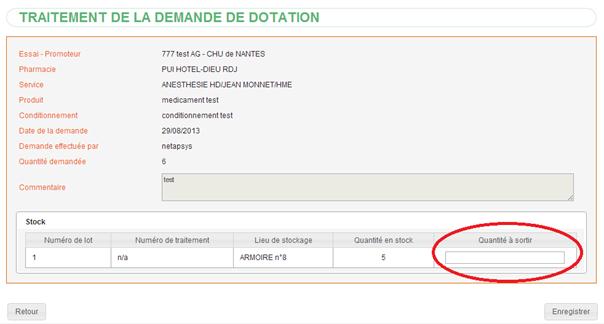 TRAITEMENT DE LA DEMANDE DE DOTATION
Essai - Promoteur 777 test AG - CHU de NANTES
Pharmacie PUI HOTEL-DIEU RDJ
Service ANESTHESIE HD/JEAN MONNET/HME
Produit medicament test
Conditionnement conditionnement test
Date de la demande 29/08/2013
Demande effectuée par netapsys
Quantité demandée 6
Commentaire test
Stock
Numéro de lot Numéro de traitement Lieu de stockage Quantité en stock Quantité à sortir
1 n/a ARMOIRE n°8 5
Retour Enregistrer